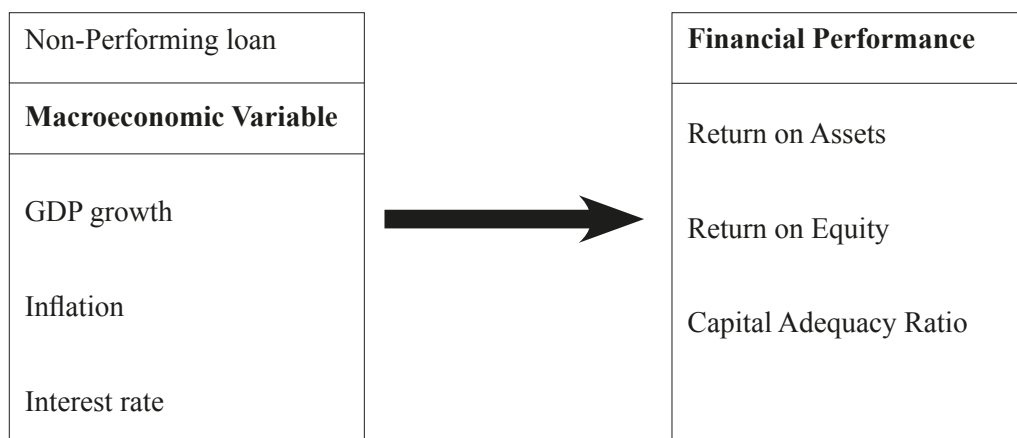 Non-Performing loan
Macroeconomic Variable
GDP growth
Inflation
Interest rate
Financial Performance
Return on Assets
Return on Equity
Capital Adequacy Ratio